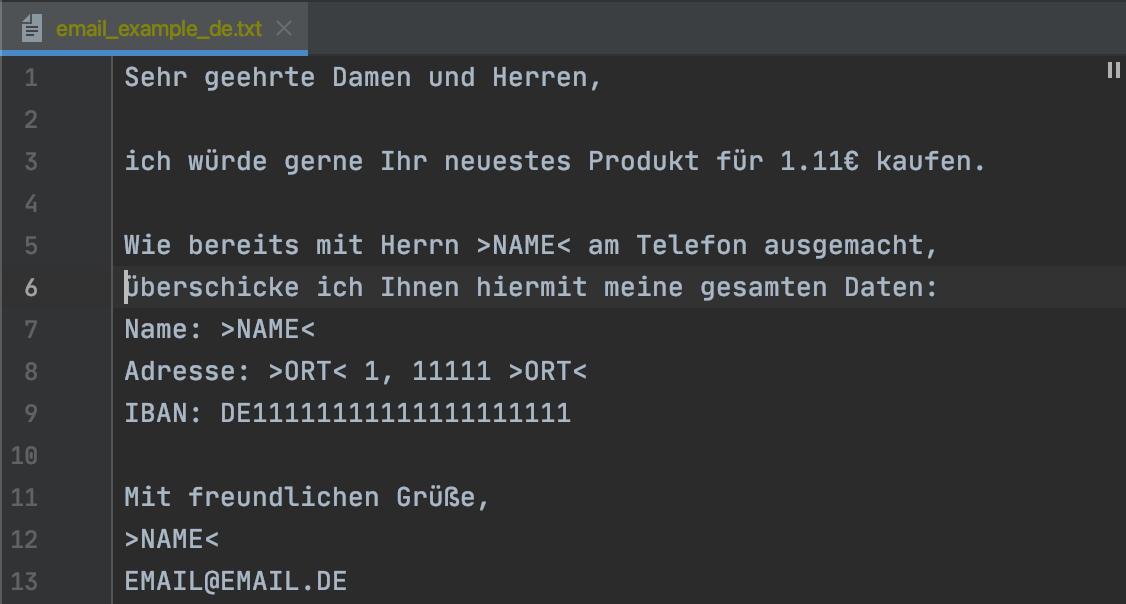 email_example_de.txt
1 Sehr geehrte Damen und Herren,
2
3 ich würde gerne Ihr neuestes Produkt für 1.11€ kaufen.
4
5 Wie bereits mit Herrn >NAME< am Telefon ausgemacht,
6 überschicke ich Ihnen hiermit meine gesamten Daten:
7 Name: >NAME<
8 Adresse: >ORT< 1, 11111 >ORT<
9 IBAN: DE11111111111111111111
10
11 Mit freundlichen Grüße,
12 >NAME<
13 EMAIL@EMAIL.DE